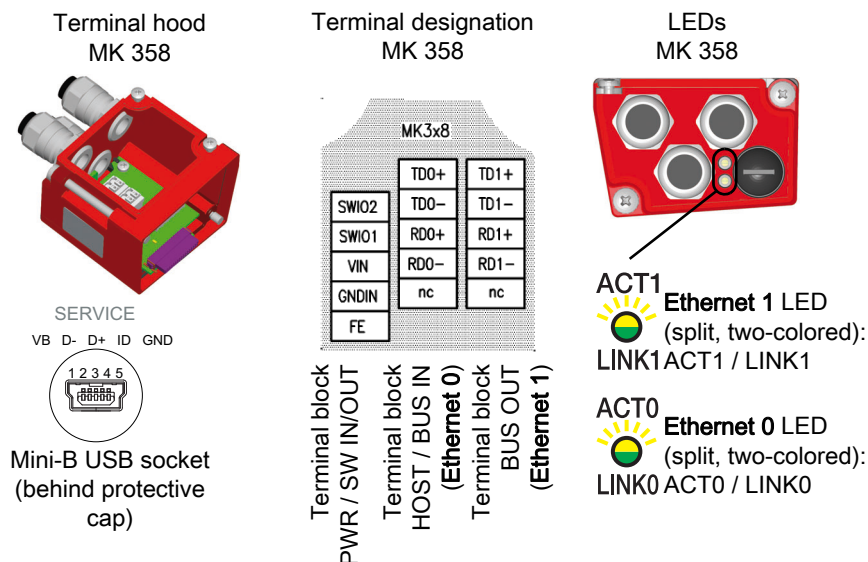 Terminal hood
MK 358
SERVICE
VB D- D+ ID GND
1 2 3 4 5
Mini-B USB socket
(behind protective
cap)
Terminal designation
MK 358
MK3x8
TD0+ TD1+
SWIO2 TD0- TD1-
SWIO1 RD0+ RD1+
VIN RD0- RD1-
GNDIN nc nc
FE
Terminal block
PWR / SW IN/OUT
Terminal block
HOST / BUS IN
(Ethernet 0)
Terminal block
BUS OUT
(Ethernet 1)
LEDs
MK 358
ACT1
Ethernet 1 LED
(split, two-colored):
LINK1 ACT1 / LINK1
ACT0
Ethernet 0 LED
(split, two-colored):
LINK0 ACT0 / LINK0